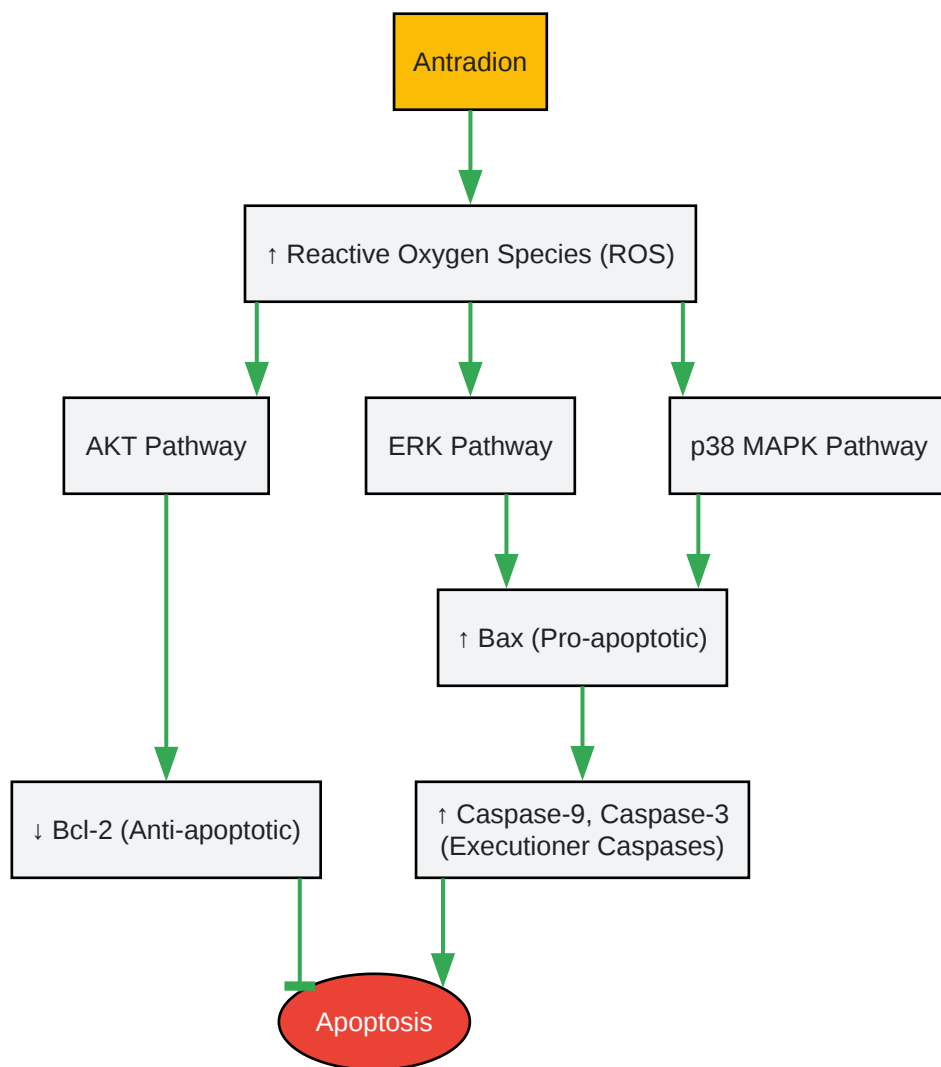 Antradion
↑ Reactive Oxygen Species (ROS)
AKT Pathway
ERK Pathway
p38 MAPK Pathway
↑ Bax (Pro-apoptotic)
↓ Bcl-2 (Anti-apoptotic)
↑ Caspase-9, Caspase-3
(Executioner Caspases)
Apoptosis